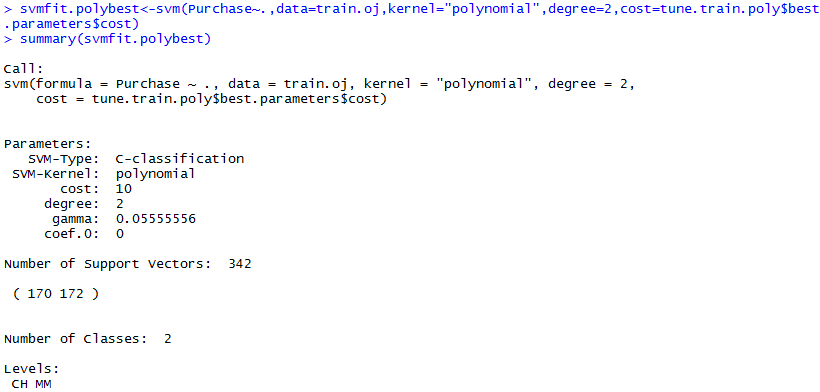 > svmfit.polybest<-svm(Purchase~.,data=train.oj,kernel="polynomial",degree=2,cost=tune.train.poly$best
.parameters$cost)
> summary(svmfit.polybest)
Call:
svm(formula = Purchase ~ ., data = train.oj, kernel = "polynomial", degree = 2,
    cost = tune.train.poly$best.parameters$cost)
Parameters:
   SVM-Type:  C-classification
 SVM-Kernel:  polynomial
       cost:  10
     degree:  2
      gamma:  0.05555556
     coef.0:  0
Number of Support Vectors:  342
 ( 170 172 )
Number of Classes:  2
Levels:
 CH MM